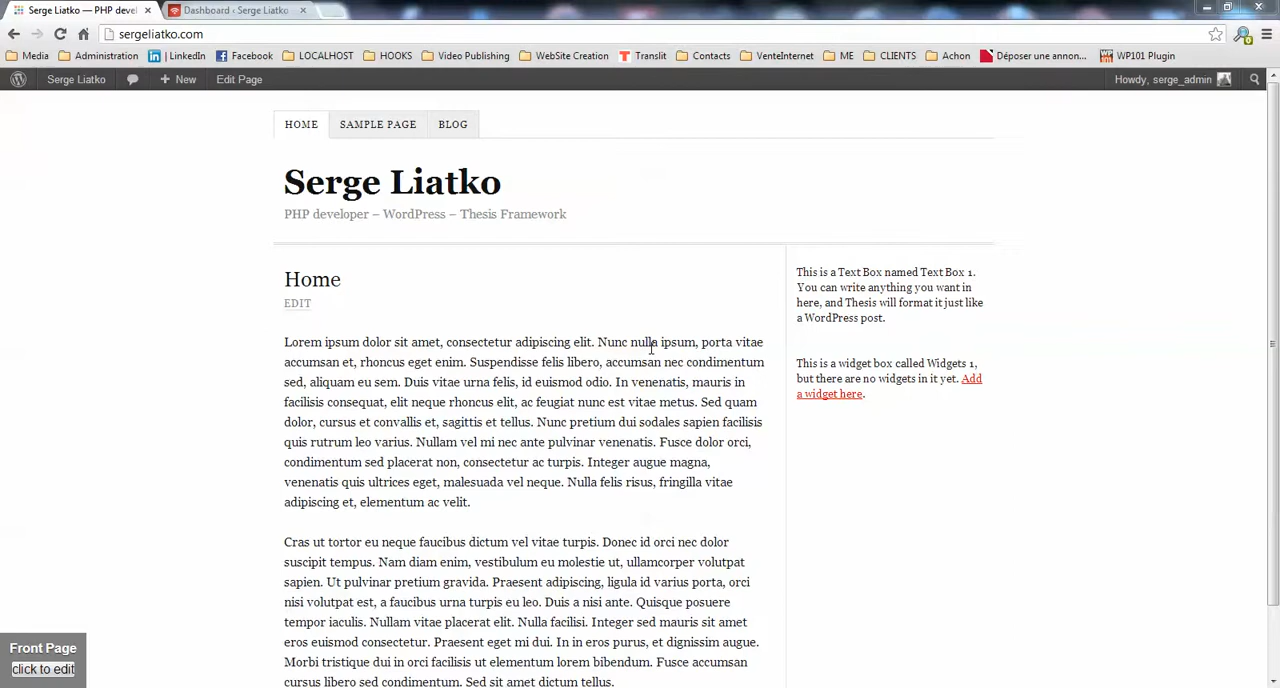 Serge Liatko — PHP devel
Dashboard ‹ Serge Liatko
sergeliatko.com
Media Administration LinkedIn Facebook LOCALHOST HOOKS Video Publishing WebSite Creation Translit Contacts VenteInternet ME CLIENTS Achon Déposer une annon... WP101 Plugin
Serge Liatko New Edit Page Howdy, serge_admin
HOME SAMPLE PAGE BLOG
Serge Liatko
PHP developer – WordPress – Thesis Framework
Home
EDIT
Lorem ipsum dolor sit amet, consectetur adipiscing elit. Nunc nulla ipsum, porta vitae
accumsan et, rhoncus eget enim. Suspendisse felis libero, accumsan nec condimentum
sed, aliquam eu sem. Duis vitae urna felis, id euismod odio. In venenatis, mauris in
facilisis consequat, elit neque rhoncus elit, ac feugiat nunc est vitae metus. Sed quam
dolor, cursus et convallis et, sagittis et tellus. Nunc pretium dui sodales sapien facilisis
quis rutrum leo varius. Nullam vel mi nec ante pulvinar venenatis. Fusce dolor orci,
condimentum sed placerat non, consectetur ac turpis. Integer augue magna,
venenatis quis ultrices eget, malesuada vel neque. Nulla felis risus, fringilla vitae
adipiscing et, elementum ac velit.
Cras ut tortor eu neque faucibus dictum vel vitae turpis. Donec id orci nec dolor
suscipit tempus. Nam diam enim, vestibulum eu molestie ut, ullamcorper volutpat
sapien. Ut pulvinar pretium gravida. Praesent adipiscing, ligula id varius porta, orci
nisi volutpat est, a faucibus urna turpis eu leo. Duis a nisi ante. Quisque posuere
tempor iaculis. Nullam vitae placerat elit. Nulla facilisi. Integer sed mauris sit amet
eros euismod consectetur. Praesent eget mi dui. In in eros purus, et dignissim augue.
Morbi tristique dui in orci facilisis ut elementum lorem bibendum. Fusce accumsan
cursus libero sed condimentum. Sed sit amet dictum tellus.
This is a Text Box named Text Box 1.
You can write anything you want in
here, and Thesis will format it just like
a WordPress post.
This is a widget box called Widgets 1,
but there are no widgets in it yet. Add
a widget here.
Front Page
click to edit